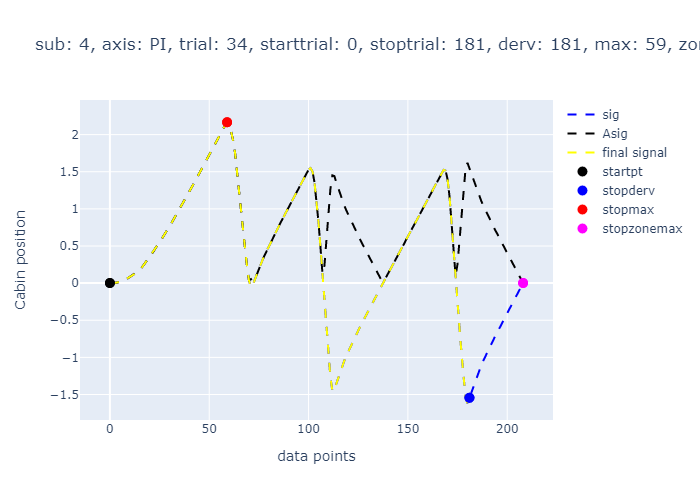 sub: 4, axis: PI, trial: 34, starttrial: 0, stoptrial: 181, derv: 181, max: 59, zo
2
1.5
1
0.5
0
−0.5
−1
−1.5
Cabin position
0 50 100 150 200
data points
sig
Asig
final signal
startpt
stopderv
stopmax
stopzonemax